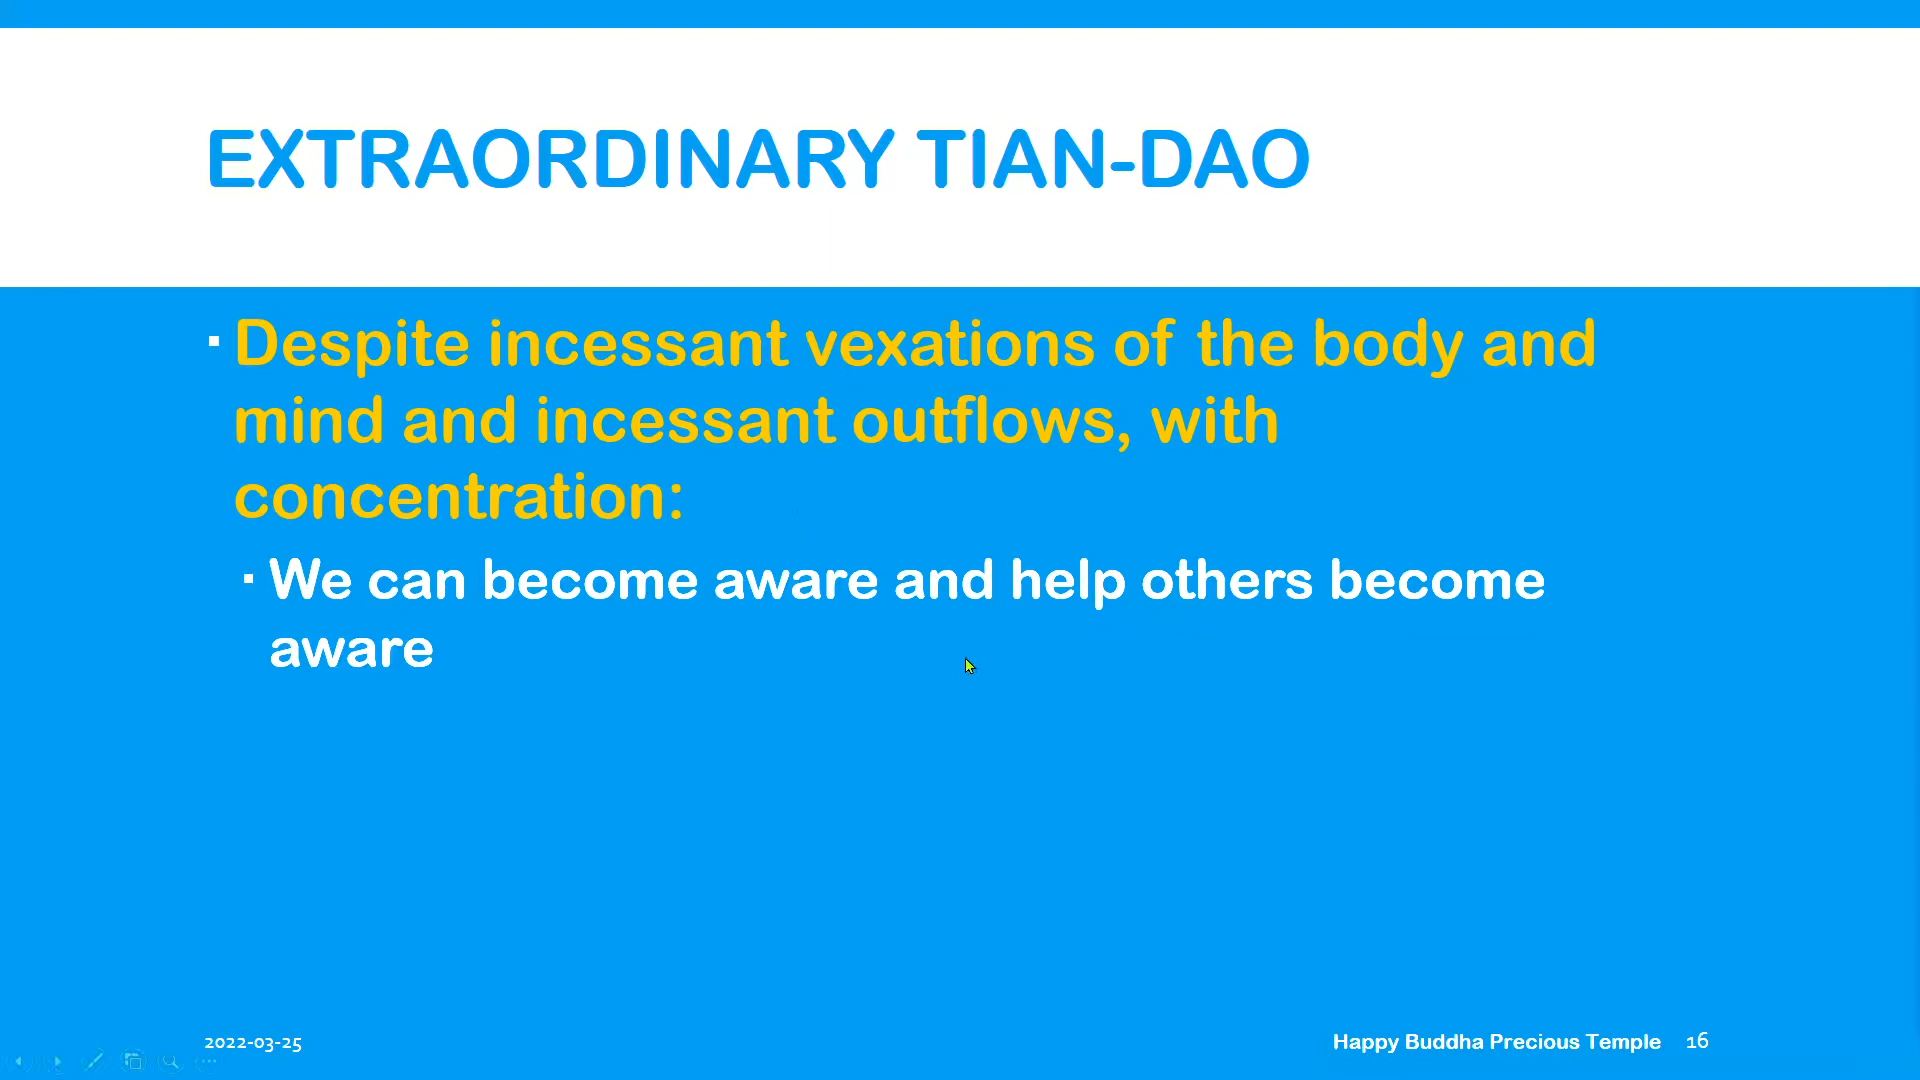 EXTRAORDINARY TIAN-DAO
▪ Despite incessant vexations of the body and
mind and incessant outflows, with
concentration:
▪ We can become aware and help others become
aware
2022-03-25
Happy Buddha Precious Temple 16